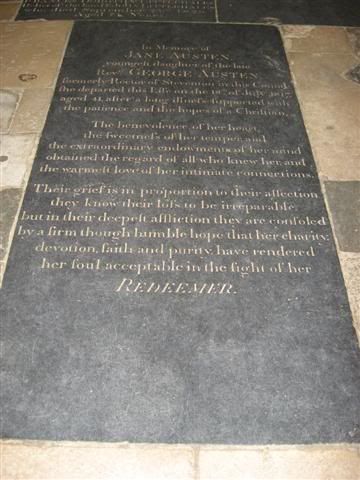 In Memory of
JANE AUSTEN,
youngest daughter of the late
Revd. GEORGE AUSTEN,
formerly Rector of Steventon in this County
she departed this Life on the 18th of July 1817,
aged 41, after a long illness supported with
the patience and the hopes of a Christian.
The benevolence of her heart,
the sweetness of her temper, and
the extraordinary endowments of her mind
obtained the regard of all who knew her, and
the warmest love of her intimate connections.
Their grief is in proportion to their affection
they know their loss to be irreparable,
but in their deepest affliction they are consoled
by a firm though humble hope that her charity,
devotion, faith and purity, have rendered
her soul acceptable in the sight of her
REDEEMER.